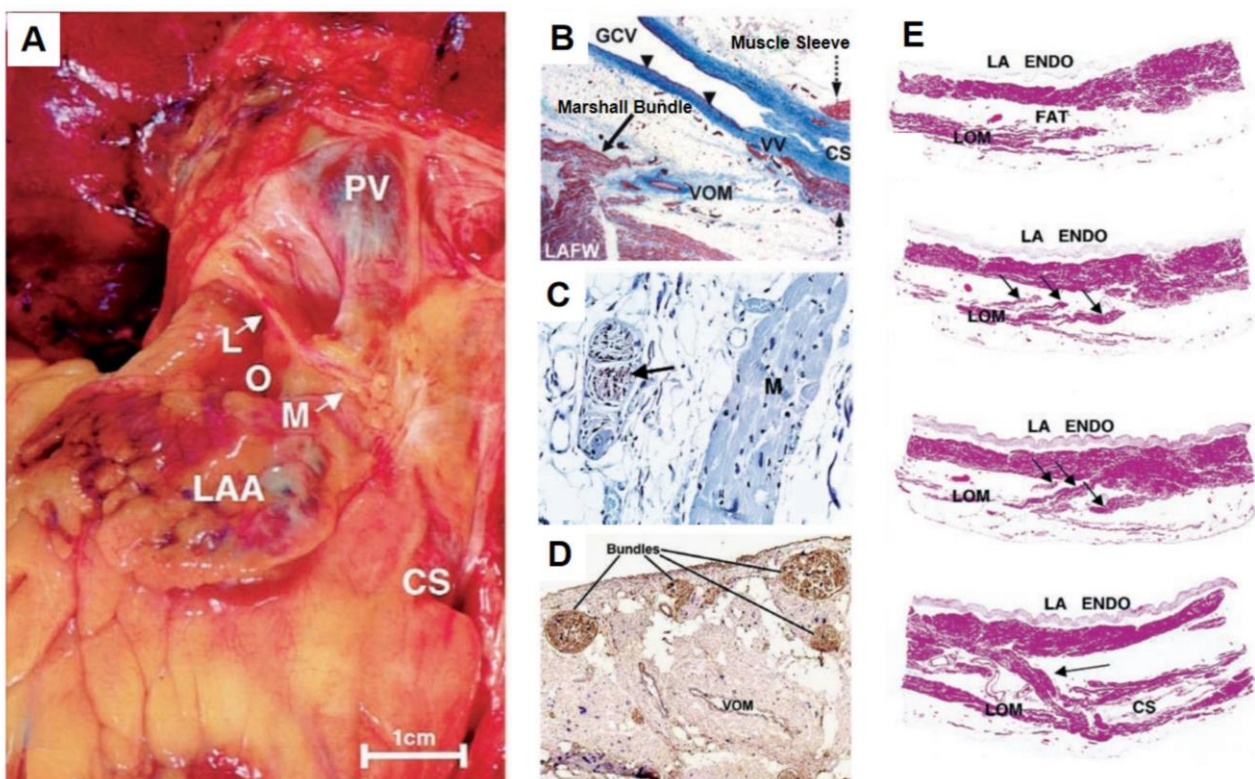 A
PV
L
O
M
LAA
CS
1cm
B
GCV
Muscle Sleeve
Marshall Bundle
VV
CS
VOM
LAFW
C
M
D
Bundles
VOM
E
LA ENDO
FAT
LOM
LA ENDO
LOM
LA ENDO
LOM
LA ENDO
LOM
CS